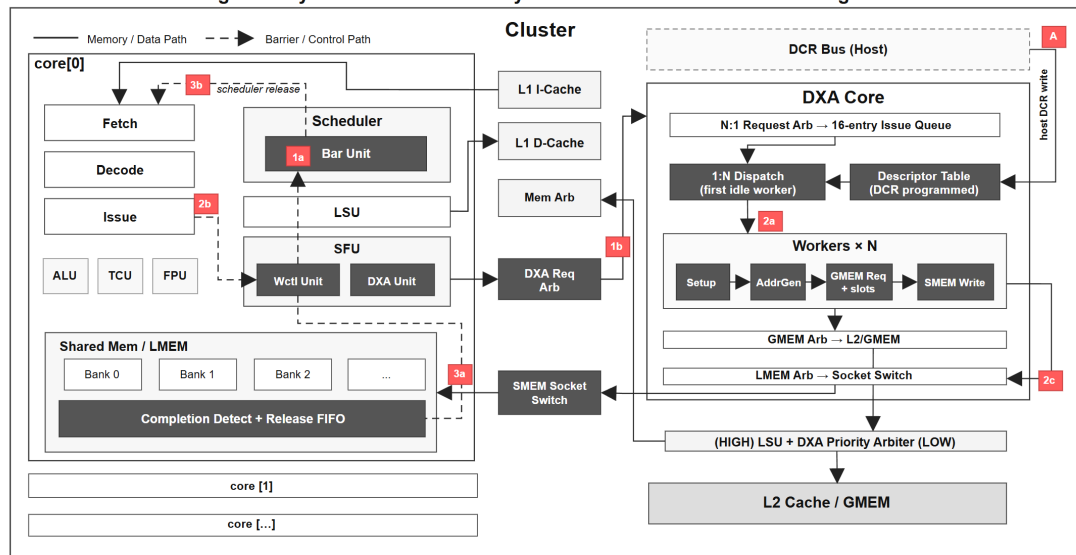 Cluster
Memory / Data Path
Barrier / Control Path
core[0]
3b
scheduler release
Fetch
Decode
Issue
2b
ALU
TCU
FPU
Scheduler
1a
Bar Unit
LSU
SFU
Wctl Unit
DXA Unit
Shared Mem / LMEM
Bank 0
Bank 1
Bank 2
...
3a
Completion Detect + Release FIFO
core [1]
core [...]
L1 I-Cache
L1 D-Cache
Mem Arb
1b
DXA Req
Arb
SMEM Socket
Switch
DCR Bus (Host)
A
host DCR write
DXA Core
N:1 Request Arb → 16-entry Issue Queue
1:N Dispatch
(first idle worker)
Descriptor Table
(DCR programmed)
2a
Workers × N
Setup
AddrGen
GMEM Req
+ slots
SMEM Write
GMEM Arb → L2/GMEM
LMEM Arb → Socket Switch
2c
(HIGH) LSU + DXA Priority Arbiter (LOW)
L2 Cache / GMEM